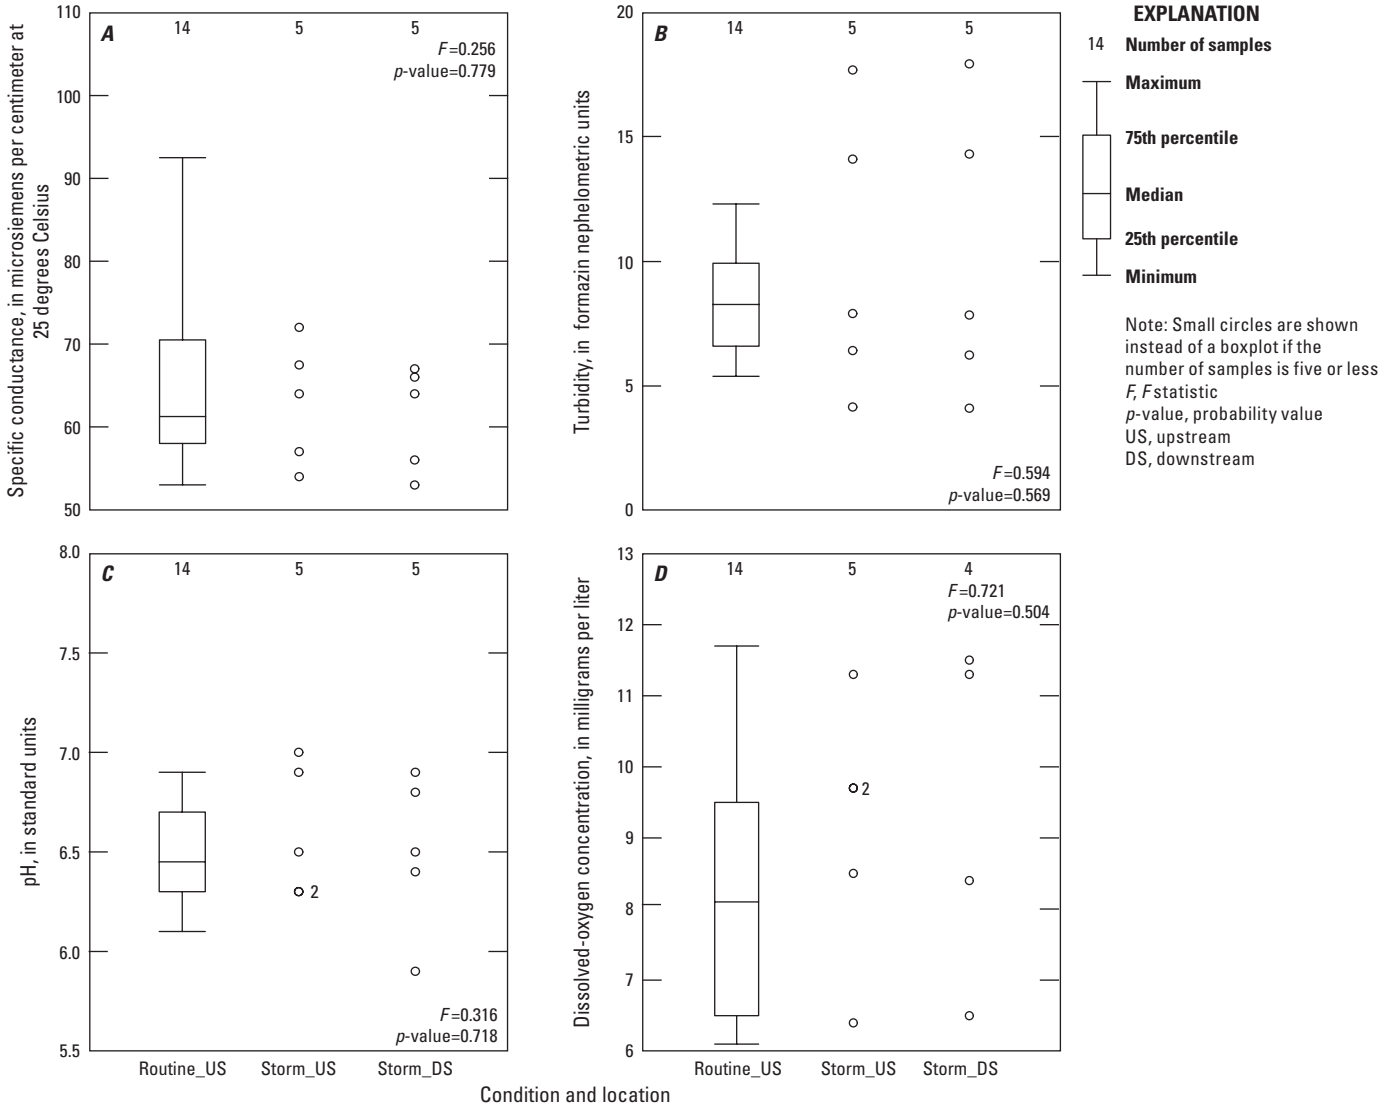 Specific conductance, in microsiemens per centimeter at
25 degrees Celsius
110
100
90
80
70
60
50
A
14
5
5
F=0.256
p-value=0.779
Turbidity, in formazin nephelometric units
20
15
10
5
0
B
14
5
5
F=0.594
p-value=0.569
EXPLANATION
14 Number of samples
Maximum
75th percentile
Median
25th percentile
Minimum
Note: Small circles are shown
instead of a boxplot if the
number of samples is five or less
F, F statistic
p-value, probability value
US, upstream
DS, downstream
pH, in standard units
8.0
7.5
7.0
6.5
6.0
5.5
C
14
5
5
2
F=0.316
p-value=0.718
Routine_US
Storm_US
Storm_DS
Dissolved-oxygen concentration, in milligrams per liter
13
12
11
10
9
8
7
6
D
14
5
4
F=0.721
p-value=0.504
2
Routine_US
Storm_US
Storm_DS
Condition and location